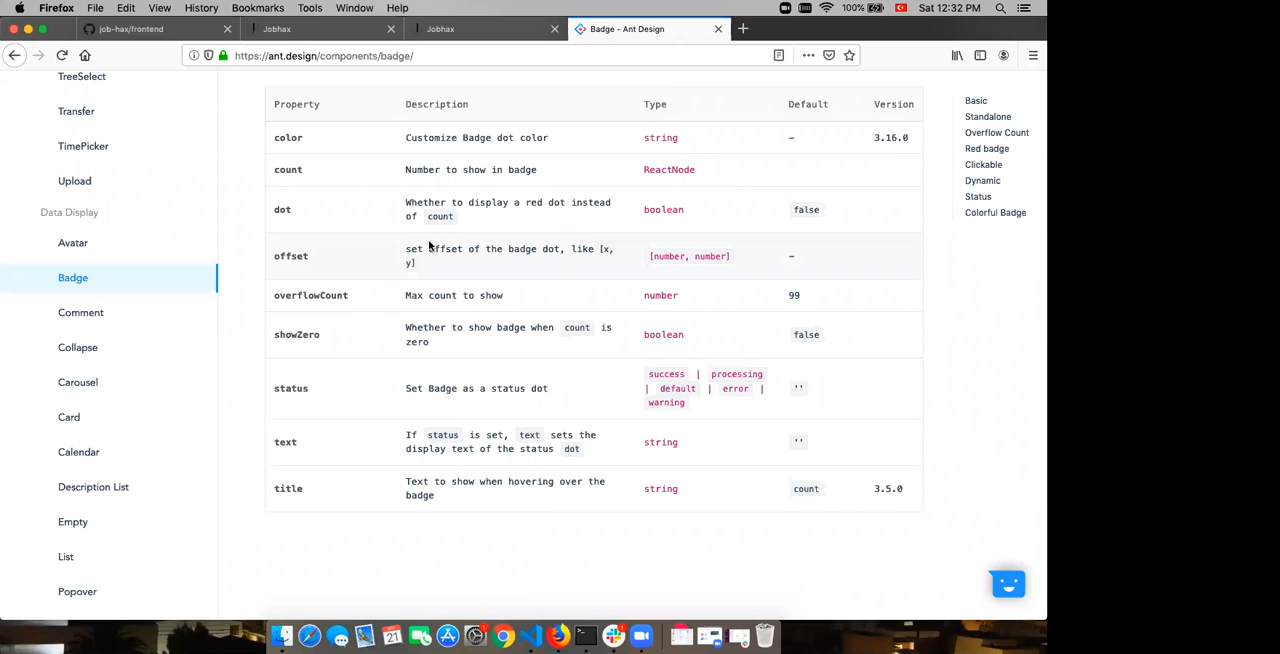 Firefox File Edit View History Bookmarks Tools Window Help 100% Sat 12:32 PM
job-hax/frontend Jobhax Jobhax Badge - Ant Design
https://ant.design/components/badge/
TreeSelect
Transfer
TimePicker
Upload
Data Display
Avatar
Badge
Comment
Collapse
Carousel
Card
Calendar
Description List
Empty
List
Popover
Property Description Type Default Version
color Customize Badge dot color string – 3.16.0
count Number to show in badge ReactNode
dot Whether to display a red dot instead of count boolean false
offset set offset of the badge dot, like [x, y] [number, number] –
overflowCount Max count to show number 99
showZero Whether to show badge when count is zero boolean false
status Set Badge as a status dot success | processing | default | error | warning ''
text If status is set, text sets the display text of the status dot string ''
title Text to show when hovering over the badge string count 3.5.0
Basic
Standalone
Overflow Count
Red badge
Clickable
Dynamic
Status
Colorful Badge
21